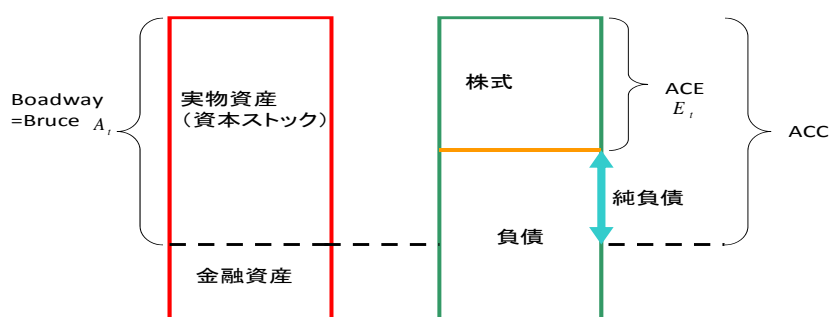 Boadway
=Bruce A_t
実物資産
（資本ストック）
金融資産
株式
負債
ACE
E_t
純負債
ACC